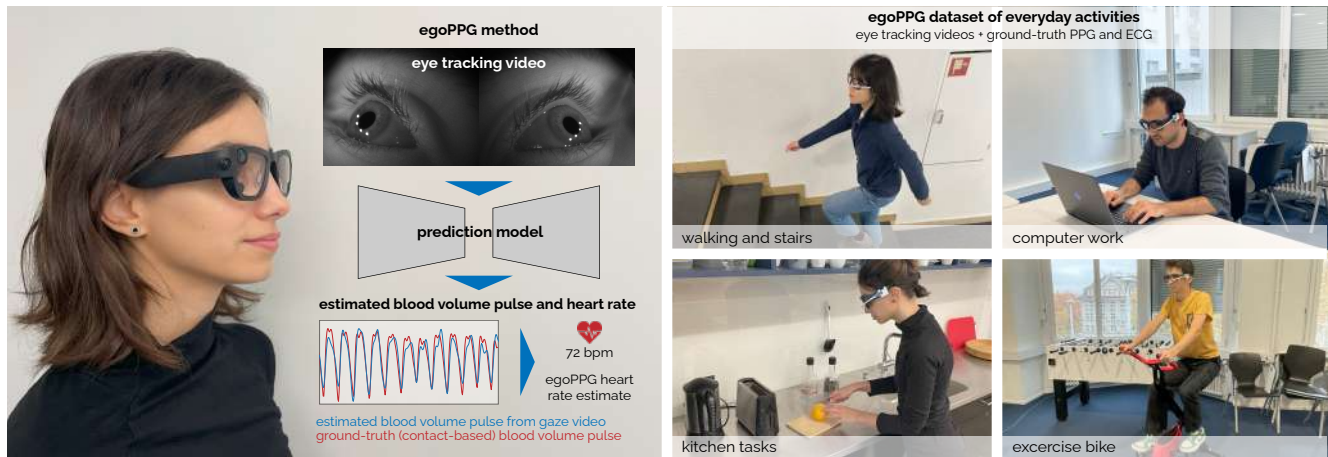 egoPPG method
eye tracking video
prediction model
estimated blood volume pulse and heart rate
72 bpm
egoPPG heart
rate estimate
estimated blood volume pulse from gaze video
ground-truth (contact-based) blood volume pulse
egoPPG dataset of everyday activities
eye tracking videos + ground-truth PPG and ECG
walking and stairs
computer work
kitchen tasks
excercise bike